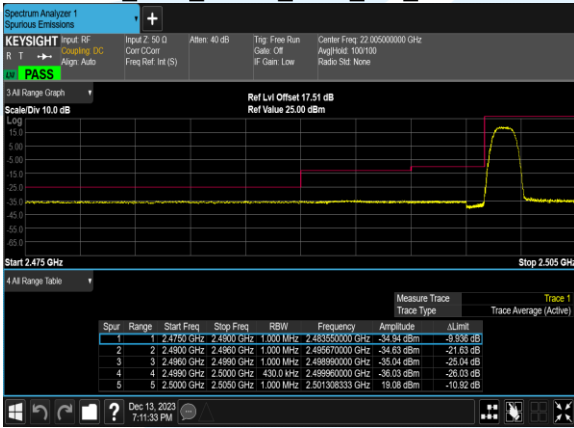 Spectrum Analyzer 1
Spurious Emissions
+
KEYSIGHT Input: RF Input Z: 50 Ω Atten: 40 dB Trig: Free Run Center Freq: 22.005000000 GHz
R T Coupling: DC Corr CCorr Gate: Off Avg|Hold: 100/100
Align: Auto Freq Ref: Int (S) IF Gain: Low Radio Std: None
PASS
3 All Range Graph
Ref Lvl Offset 17.51 dB
Scale/Div 10.0 dB Ref Value 25.00 dBm
Log
15.0
5.00
-5.00
-15.0
-25.0
-35.0
-45.0
-55.0
-65.0
Start 2.475 GHz Stop 2.505 GHz
4 All Range Table
Measure Trace Trace 1
Trace Type Trace Average (Active)
Spur Range Start Freq Stop Freq RBW Frequency Amplitude ΔLimit
1 1 2.4750 GHz 2.4900 GHz 1.000 MHz 2.483550000 GHz -34.94 dBm -9.936 dB
2 2 2.4900 GHz 2.4960 GHz 1.000 MHz 2.495670000 GHz -34.63 dBm -21.63 dB
3 3 2.4960 GHz 2.4990 GHz 1.000 MHz 2.498990000 GHz -35.04 dBm -25.04 dB
4 4 2.4990 GHz 2.5000 GHz 430.0 kHz 2.499960000 GHz -36.03 dBm -26.03 dB
5 5 2.5000 GHz 2.5050 GHz 1.000 MHz 2.501308333 GHz 19.08 dBm -10.92 dB
? Dec 13, 2023
7:11:33 PM